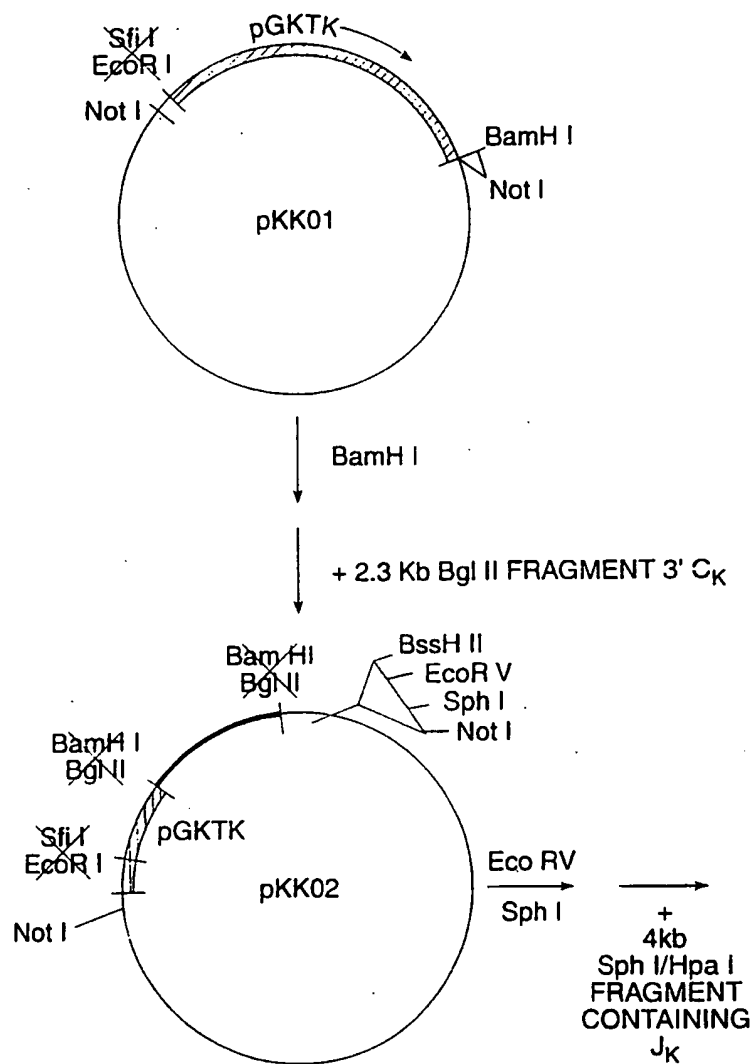 pGKTK
Sfi I
EcoR I
Not I
BamH I
Not I
pKK01
BamH I
+ 2.3 Kb Bgl II FRAGMENT 3' CK
Bam HI
Bgl II
BssH II
EcoR V
Sph I
Not I
BamH I
Bgl II
pGKTK
Sfi I
EcoR I
Not I
pKK02
Eco RV
Sph I
+
4kb
Sph I/Hpa I
FRAGMENT
CONTAINING
JK